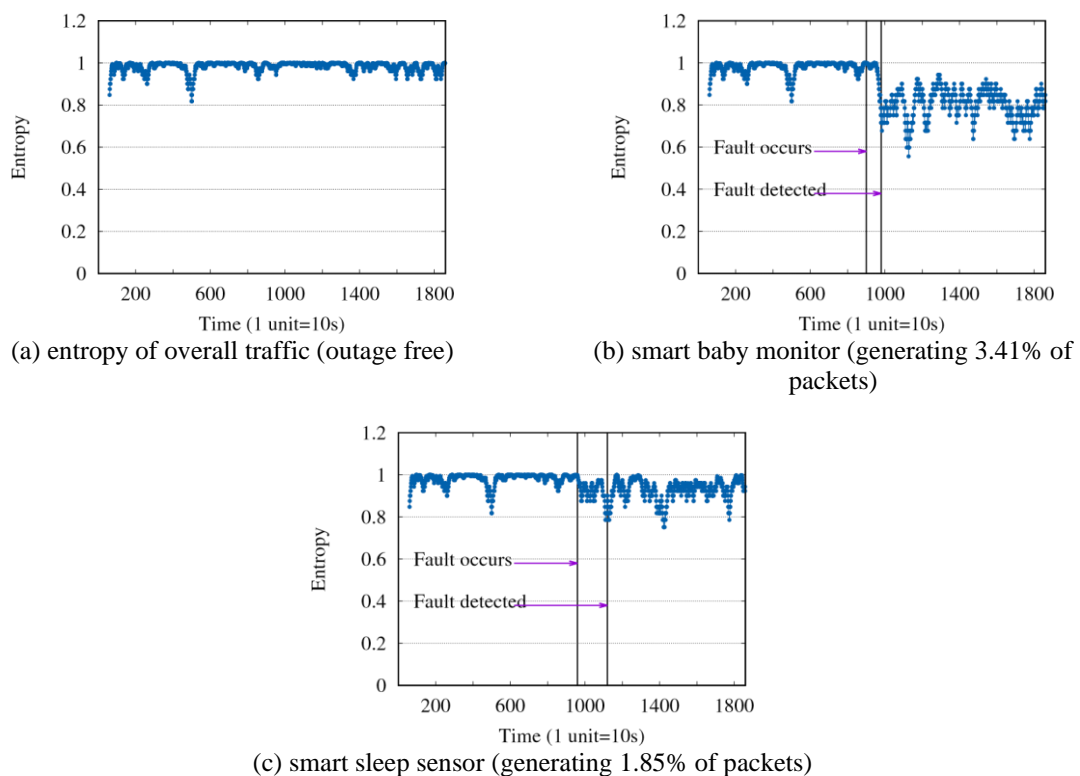 1.2
1
0.8
0.6
0.4
0.2
0
Entropy
200 600 1000 1400 1800
Time (1 unit=10s)
(a) entropy of overall traffic (outage free)
1.2
1
0.8
0.6
0.4
0.2
0
Entropy
Fault occurs
Fault detected
200 600 1000 1400 1800
Time (1 unit=10s)
(b) smart baby monitor (generating 3.41% of
packets)
1.2
1
0.8
0.6
0.4
0.2
0
Entropy
Fault occurs
Fault detected
200 600 1000 1400 1800
Time (1 unit=10s)
(c) smart sleep sensor (generating 1.85% of packets)